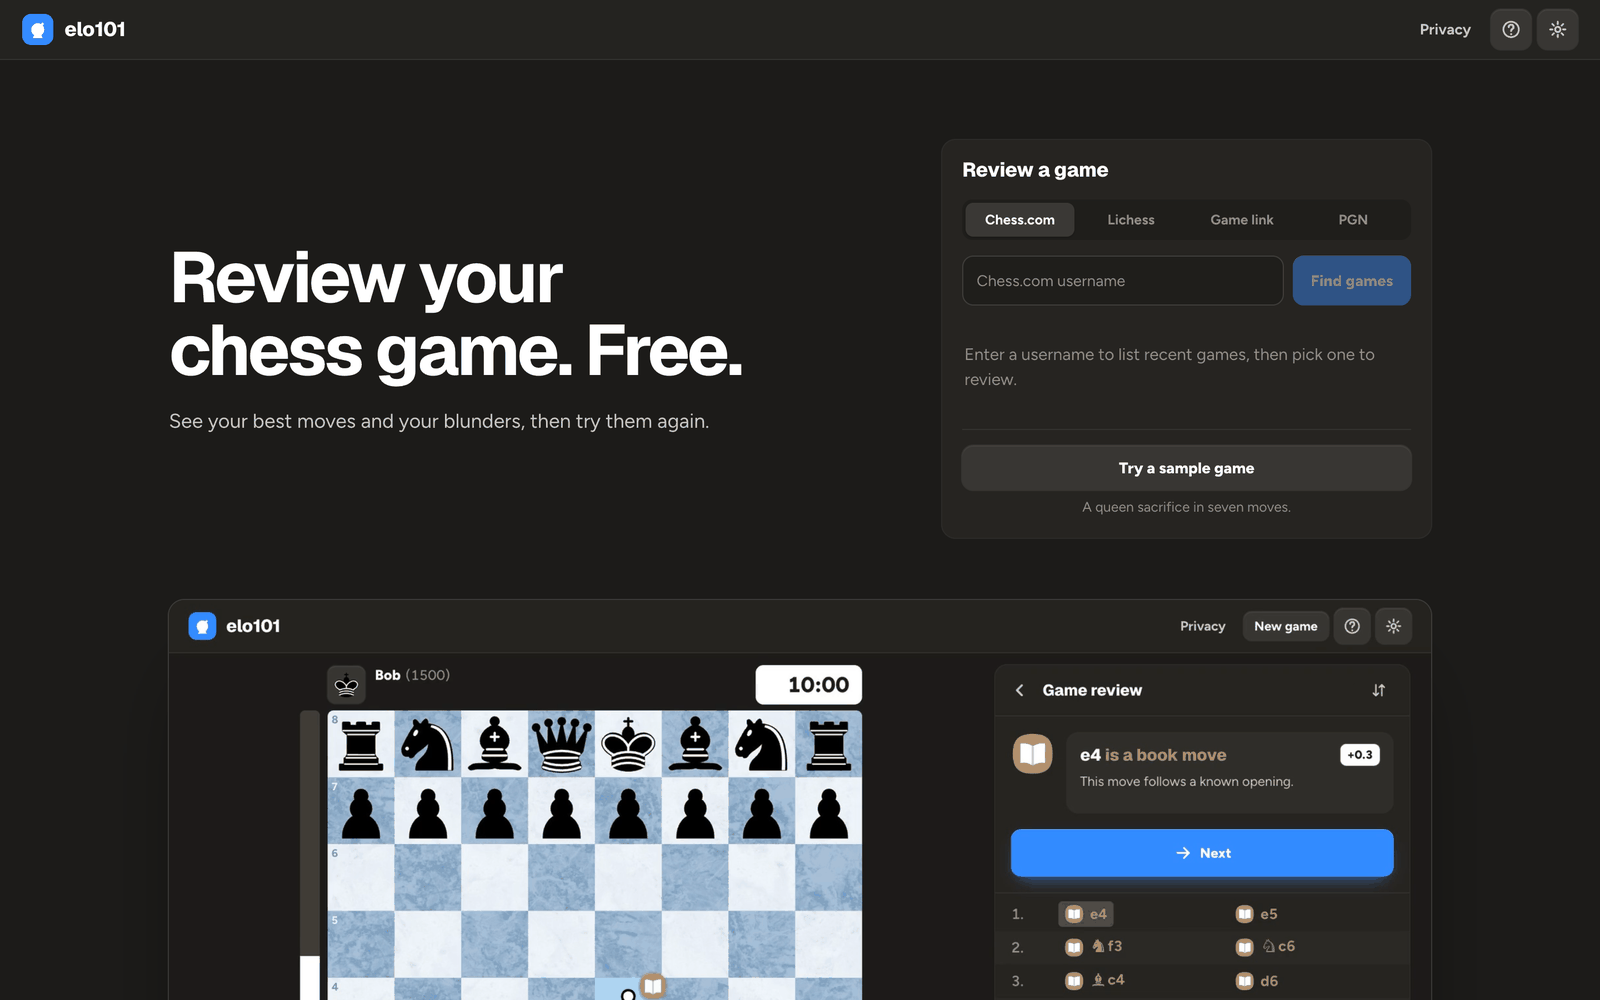 elo101
Privacy
Review your
chess game. Free.
See your best moves and your blunders, then try them again.
Review a game
Chess.com
Lichess
Game link
PGN
Chess.com username
Find games
Enter a username to list recent games, then pick one to
review.
Try a sample game
A queen sacrifice in seven moves.
elo101
Privacy
New game
Bob (1500)
10:00
8
7
6
5
4
Game review
e4 is a book move
+0.3
This move follows a known opening.
→ Next
1. e4 e5
2. ♞f3 ♘c6
3. ♗c4 d6